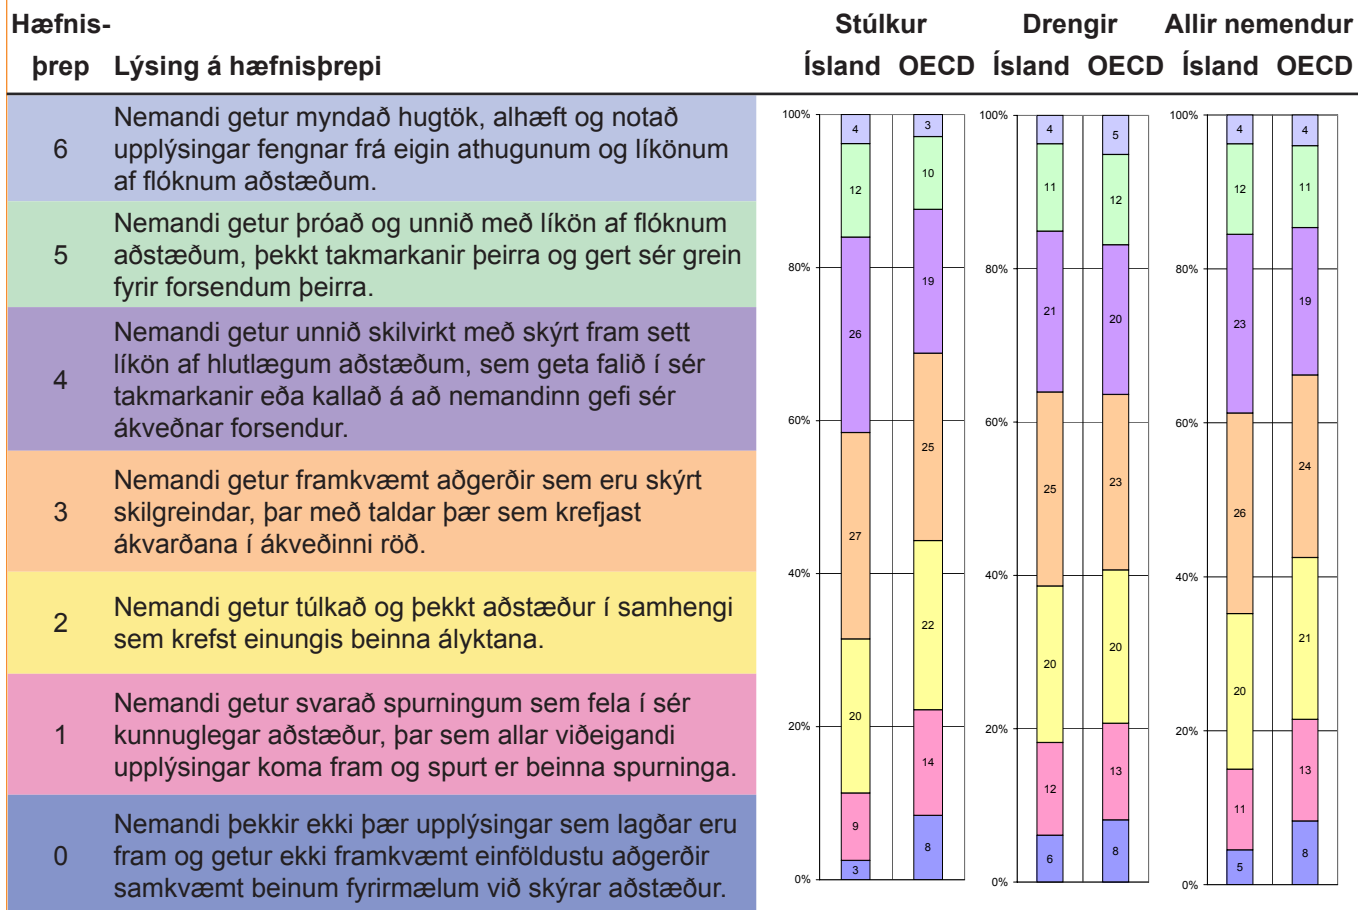 Hæfnis-
þrep Lýsing á hæfnisþrepi
Stúlkur Drengir Allir nemendur
Ísland OECD Ísland OECD Ísland OECD
6
Nemandi getur myndað hugtök, alhæft og notað
upplýsingar fengnar frá eigin athugunum og líkönum
af flóknum aðstæðum.
5
Nemandi getur þróað og unnið með líkön af flóknum
aðstæðum, þekkt takmarkanir þeirra og gert sér grein
fyrir forsendum þeirra.
4
Nemandi getur unnið skilvirkt með skýrt fram sett
líkön af hlutlægum aðstæðum, sem geta falið í sér
takmarkanir eða kallað á að nemandinn gefi sér
ákveðnar forsendur.
3
Nemandi getur framkvæmt aðgerðir sem eru skýrt
skilgreindar, þar með taldar þær sem krefjast
ákvarðana í ákveðinni röð.
2
Nemandi getur túlkað og þekkt aðstæður í samhengi
sem krefst einungis beinna ályktana.
1
Nemandi getur svarað spurningum sem fela í sér
kunnuglegar aðstæður, þar sem allar viðeigandi
upplýsingar koma fram og spurt er beinna spurninga.
0
Nemandi þekkir ekki þær upplýsingar sem lagðar eru
fram og getur ekki framkvæmt einföldustu aðgerðir
samkvæmt beinum fyrirmælum við skýrar aðstæður.
100%
80%
60%
40%
20%
0%
4
12
26
27
20
9
3
3
10
19
25
22
14
8
100%
80%
60%
40%
20%
0%
4
11
21
25
20
12
6
5
12
20
23
20
13
8
100%
80%
60%
40%
20%
0%
4
12
23
26
20
11
5
4
11
19
24
21
13
8